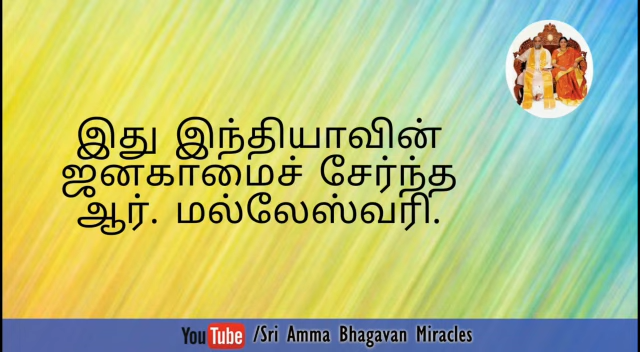 இது இந்தியாவின்
ஜனகாமைச் சேர்ந்த
ஆர். மல்லேஸ்வரி.
YouTube /Sri Amma Bhagavan Miracles